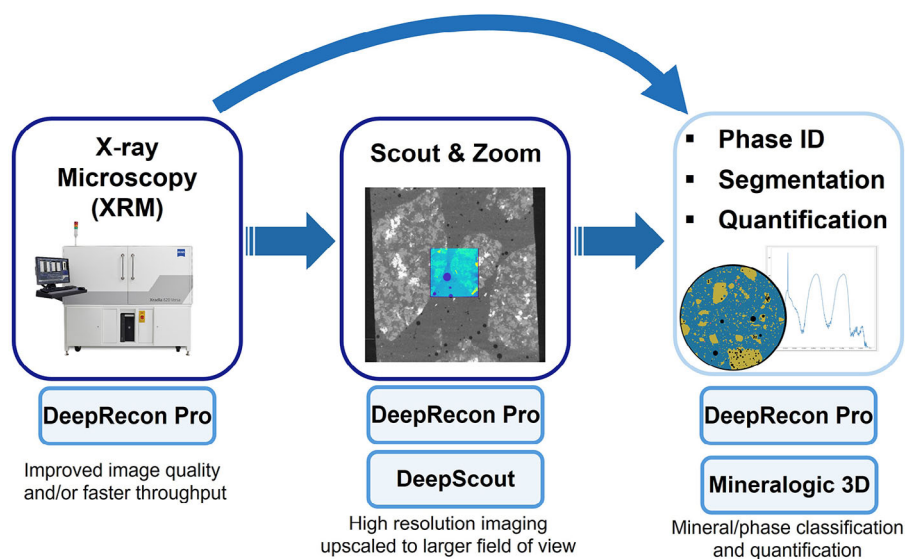 X-ray
Microscopy
(XRM)
DeepRecon Pro
Improved image quality
and/or faster throughput
Scout & Zoom
DeepRecon Pro
DeepScout
High resolution imaging
upscaled to larger field of view
▪ Phase ID
▪ Segmentation
▪ Quantification
DeepRecon Pro
Mineralogic 3D
Mineral/phase classification
and quantification